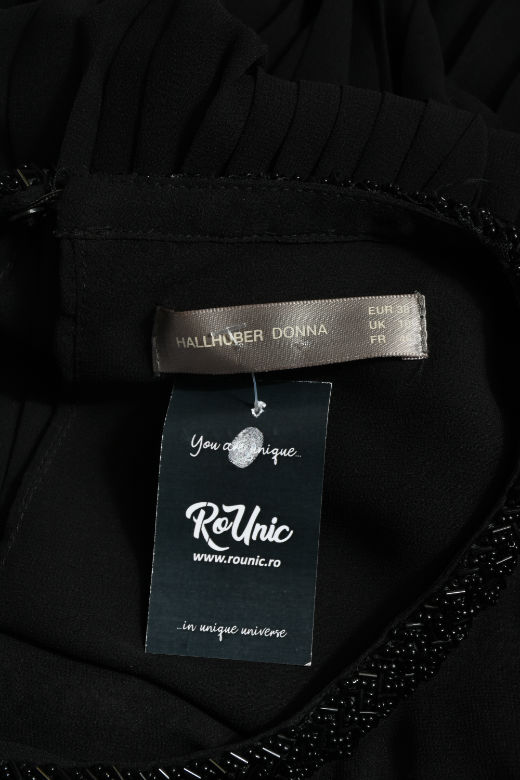 HALLHUBER DONNA
EUR
UK
FR
You are unique...
RoUnic
www.rounic.ro
...in unique universe